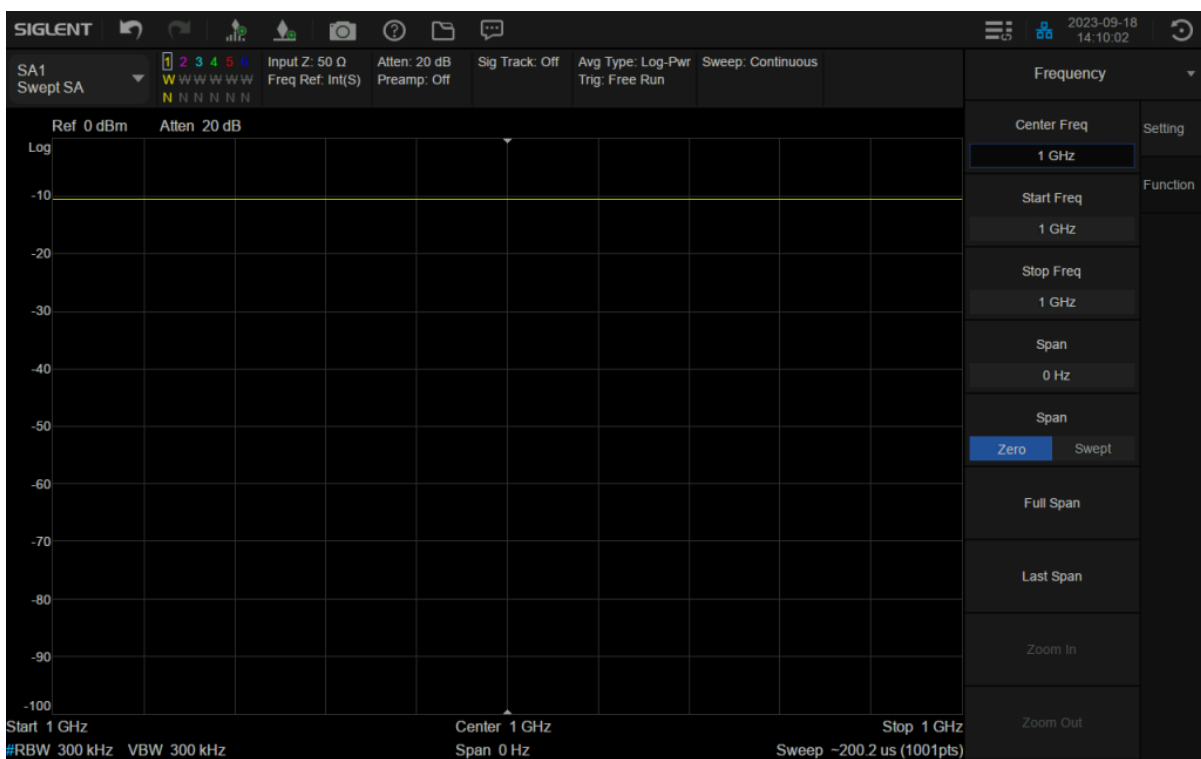 SIGLENT
2023-09-18
14:10:02
SA1
Swept SA
1 2 3 4 5 6
W W W W W W
N N N N N N
Input Z: 50 Ω
Freq Ref: Int(S)
Atten: 20 dB
Preamp: Off
Sig Track: Off
Avg Type: Log-Pwr
Trig: Free Run
Sweep: Continuous
Frequency
Ref 0 dBm Atten 20 dB
Log
-10
-20
-30
-40
-50
-60
-70
-80
-90
-100
Start 1 GHz Center 1 GHz Stop 1 GHz
#RBW 300 kHz VBW 300 kHz Span 0 Hz Sweep ~200.2 us (1001pts)
Center Freq
1 GHz
Start Freq
1 GHz
Stop Freq
1 GHz
Span
0 Hz
Span
Zero Swept
Full Span
Last Span
Zoom In
Zoom Out
Setting
Function